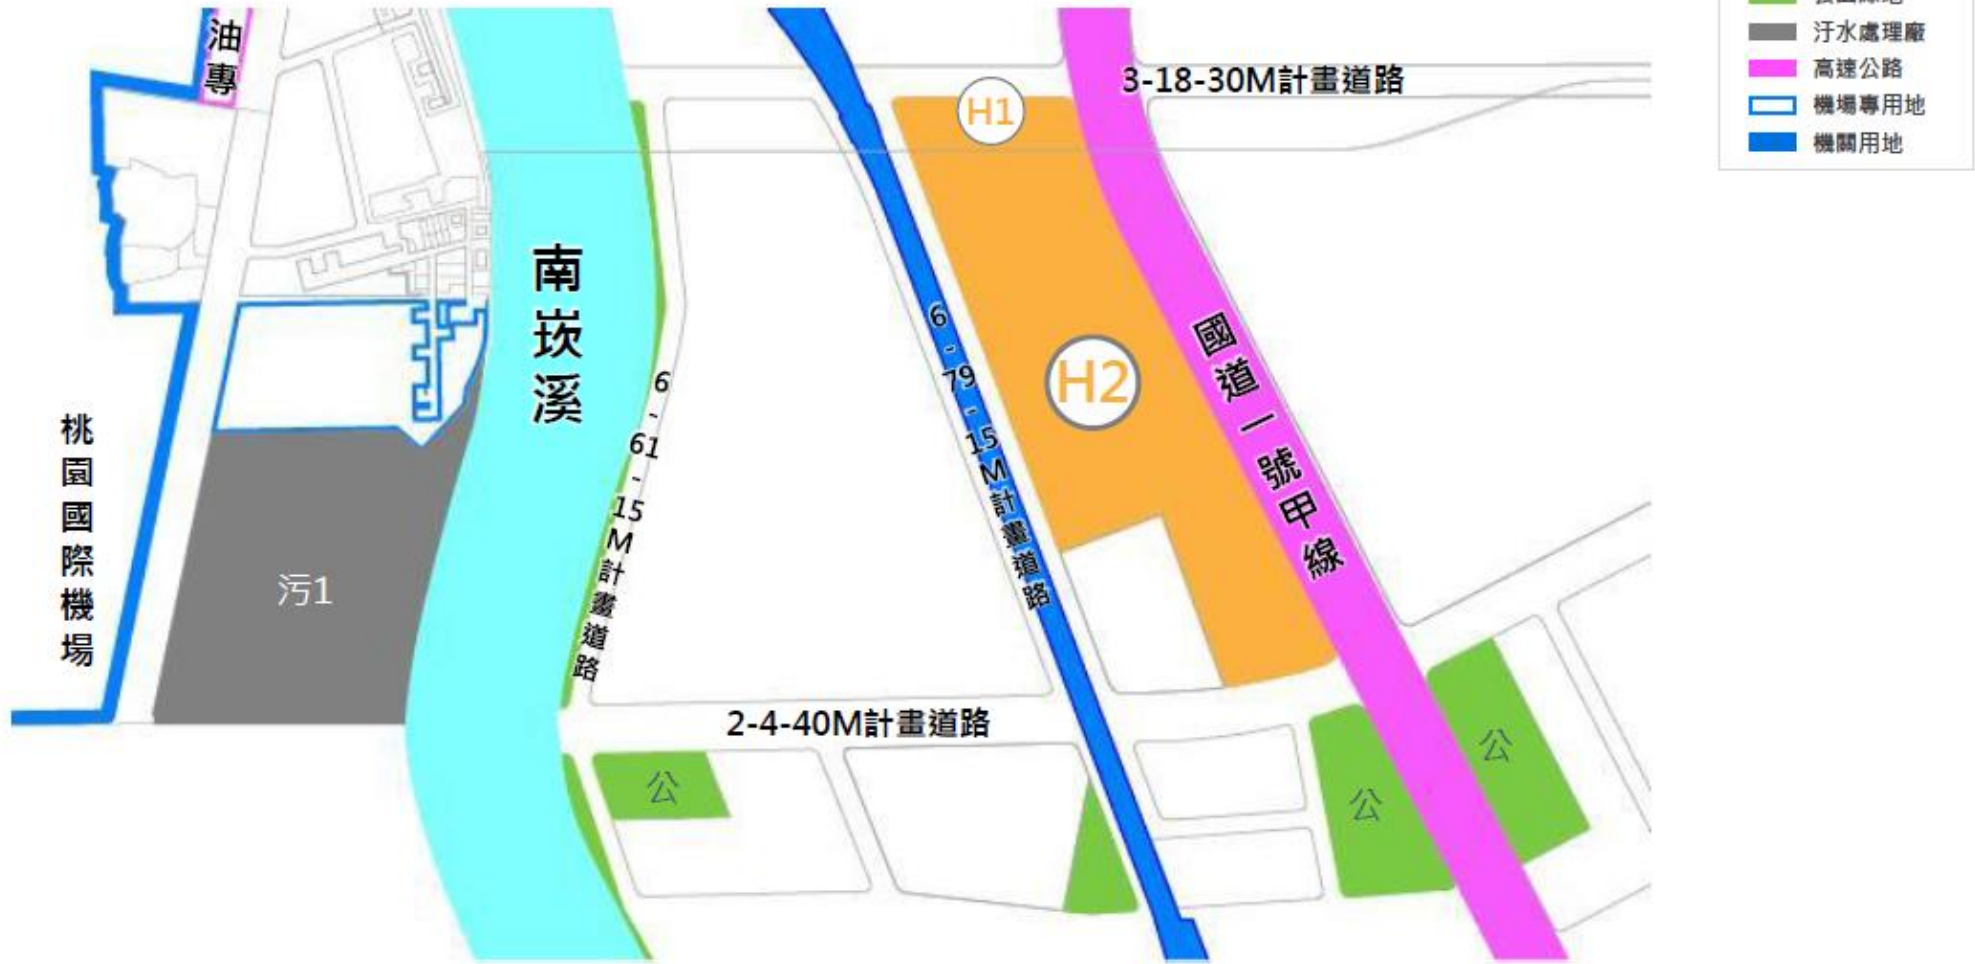 油專
汙水處理廠
高速公路
機場專用地
機關用地
3-18-30M計畫道路
H1
南崁溪
6-79-15M計畫道路
H2
國道一號甲線
6-61-15M計畫道路
桃園國際機場
污1
2-4-40M計畫道路
公
公
公